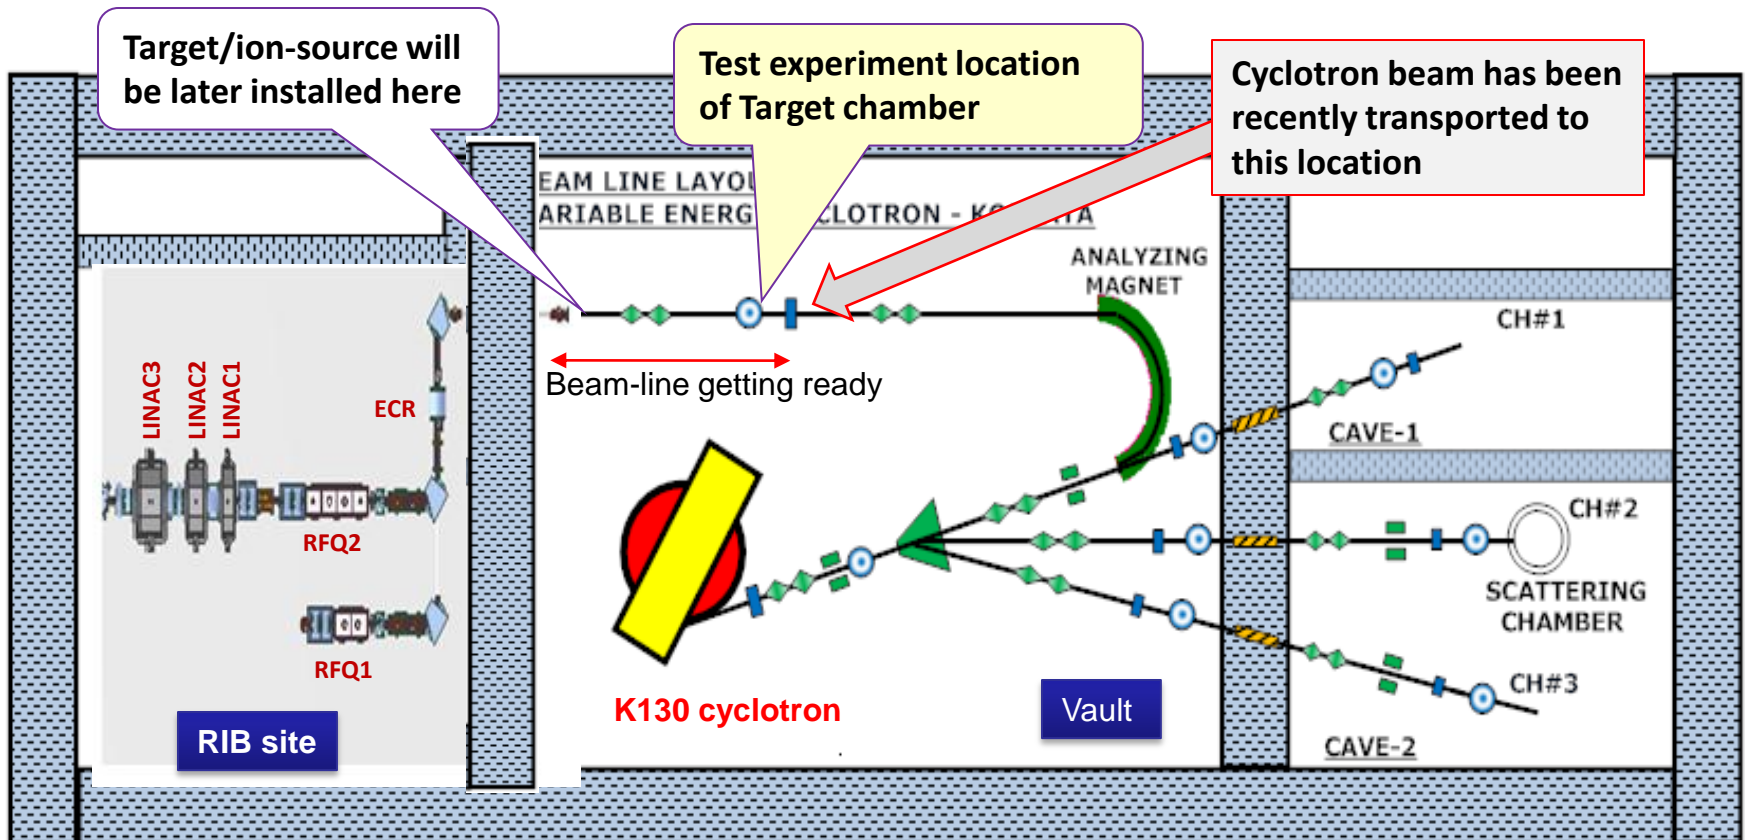 Target/ion-source will
be later installed here
Test experiment location
of Target chamber
Cyclotron beam has been
recently transported to
this location
EAM LINE LAYOU
ARIABLE ENERG CLOTRON - K TA
ANALYZING
MAGNET
Beam-line getting ready
LINAC3
LINAC2
LINAC1
ECR
RFQ2
RFQ1
RIB site
K130 cyclotron
Vault
CH#1
CAVE-1
CH#2
SCATTERING
CHAMBER
CH#3
CAVE-2